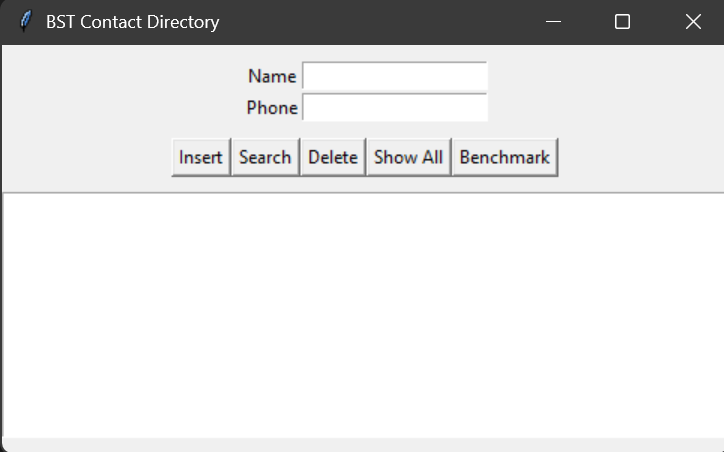 BST Contact Directory
Name
Phone
Insert Search Delete Show All Benchmark